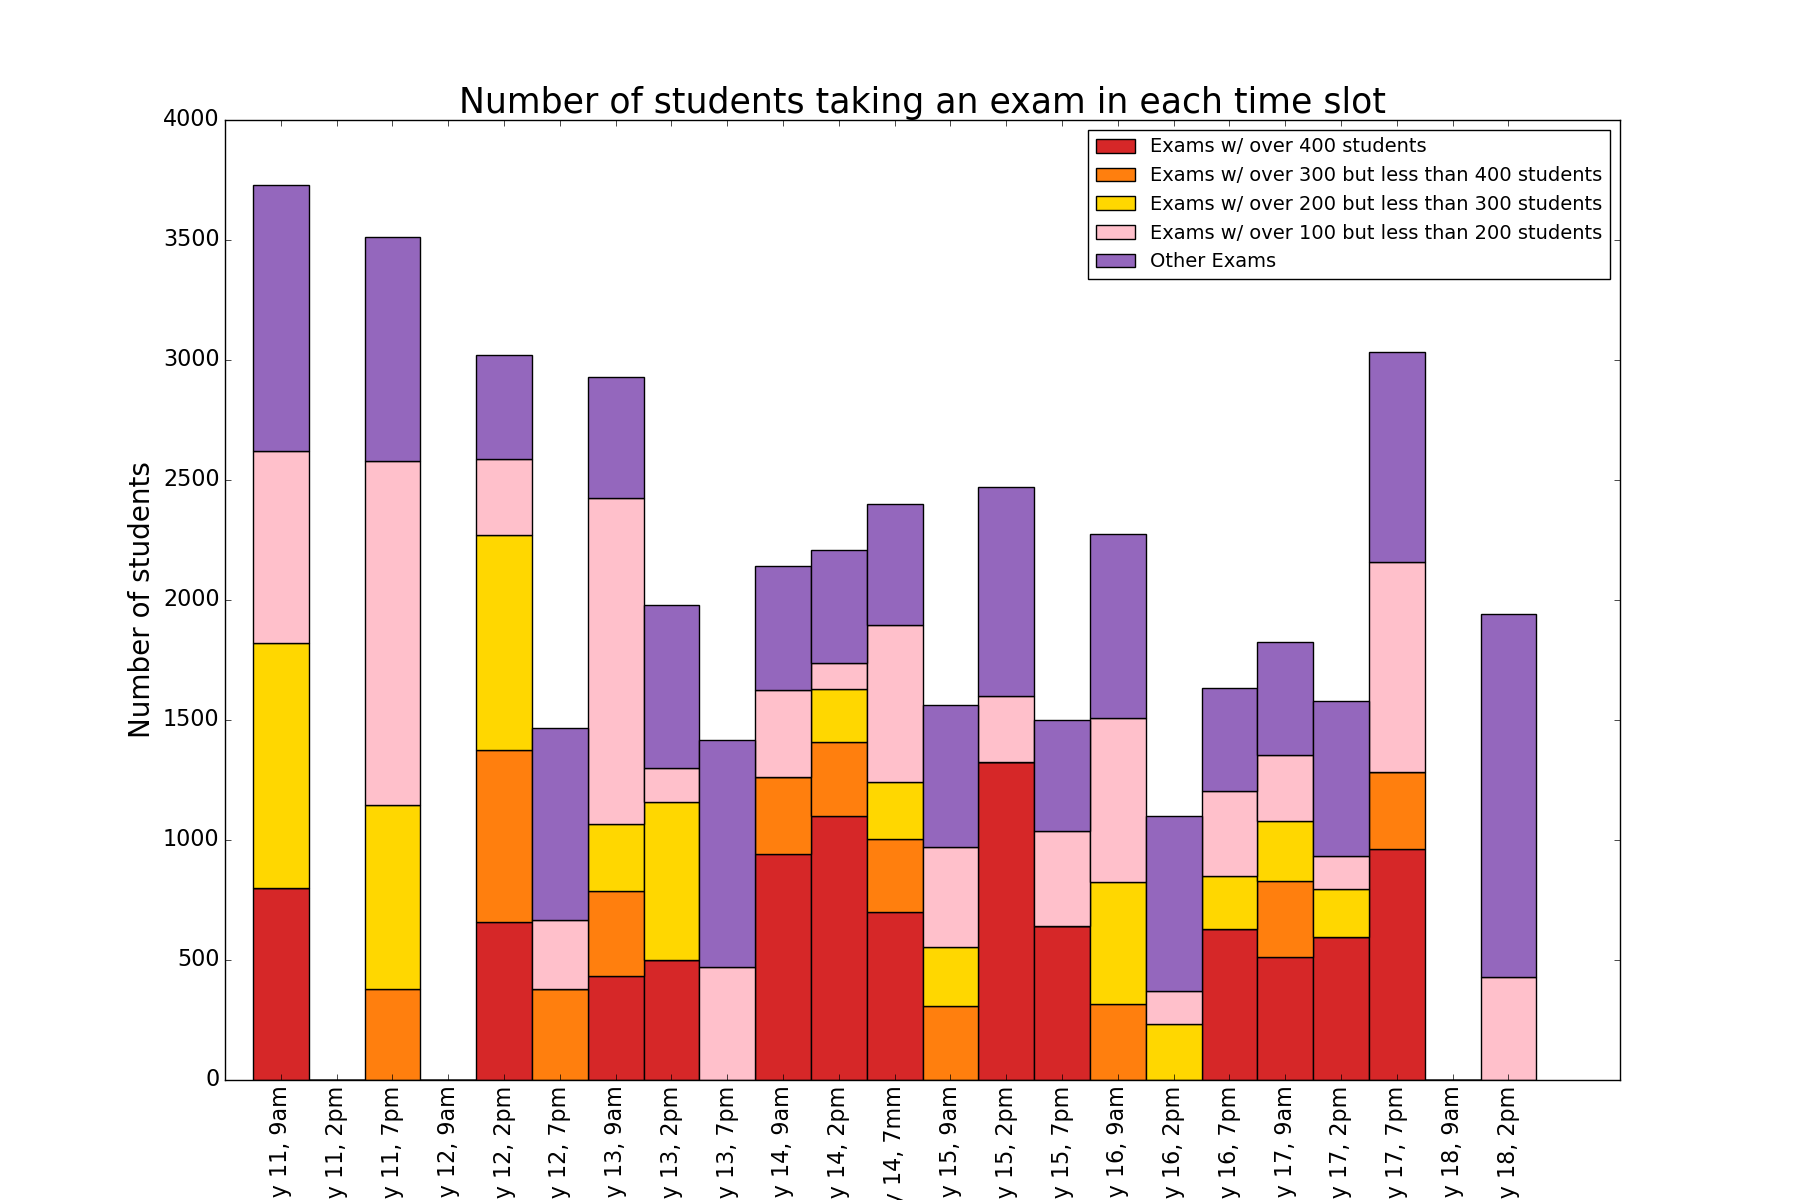 Number of students taking an exam in each time slot
Exams w/ over 400 students
Exams w/ over 300 but less than 400 students
Exams w/ over 200 but less than 300 students
Exams w/ over 100 but less than 200 students
Other Exams
Number of students
4000
3500
3000
2500
2000
1500
1000
500
0
y 11, 9am
y 11, 2pm
y 11, 7pm
y 12, 9am
y 12, 2pm
y 12, 7pm
y 13, 9am
y 13, 2pm
y 13, 7pm
y 14, 9am
y 14, 2pm
y 14, 7mm
y 15, 9am
y 15, 2pm
y 15, 7pm
y 16, 9am
y 16, 2pm
y 16, 7pm
y 17, 9am
y 17, 2pm
y 17, 7pm
y 18, 9am
y 18, 2pm